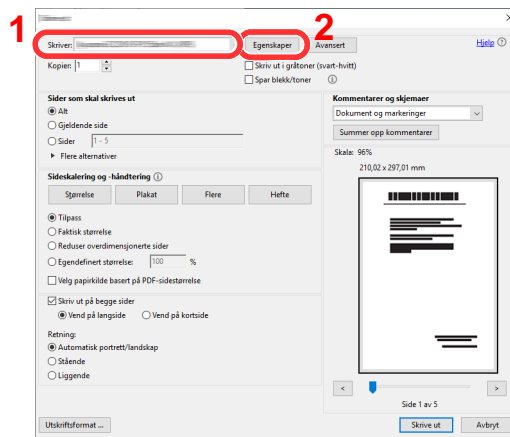 1
2
Skriver:
Egenskaper
Avansert
Hjelp
Kopier: 1
Skriv ut i gråtoner (svart-hvitt)
Spar blekk/toner
Sider som skal skrives ut
Alt
Gjeldende side
Sider 1 - 5
Flere alternativer
Sideskalering og -håndtering
Størrelse
Plakat
Flere
Hefte
Tilpass
Faktisk størrelse
Reduser overdimensjonerte sider
Egendefinert størrelse: 100 %
Velg papirkilde basert på PDF-sidestørrelse
Skriv ut på begge sider
Vend på langside
Vend på kortside
Retning:
Automatisk portrett/landskap
Stående
Liggende
Kommentarer og skjemaer
Dokument og markeringer
Summer opp kommentarer
Skala: 96%
210,02 x 297,01 mm
<
>
Side 1 av 5
Utskriftsformat ...
Skrive ut
Avbryt